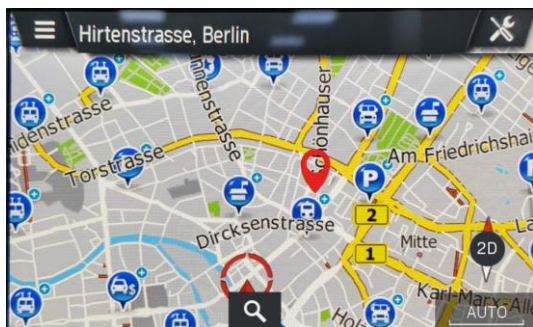 Hirtenstrasse, Berlin
Torstrasse
Am Friedrichshai
P
2
Dircksenstrasse
1
Mitte
2D
Karl-Marx-Alle
AUTO